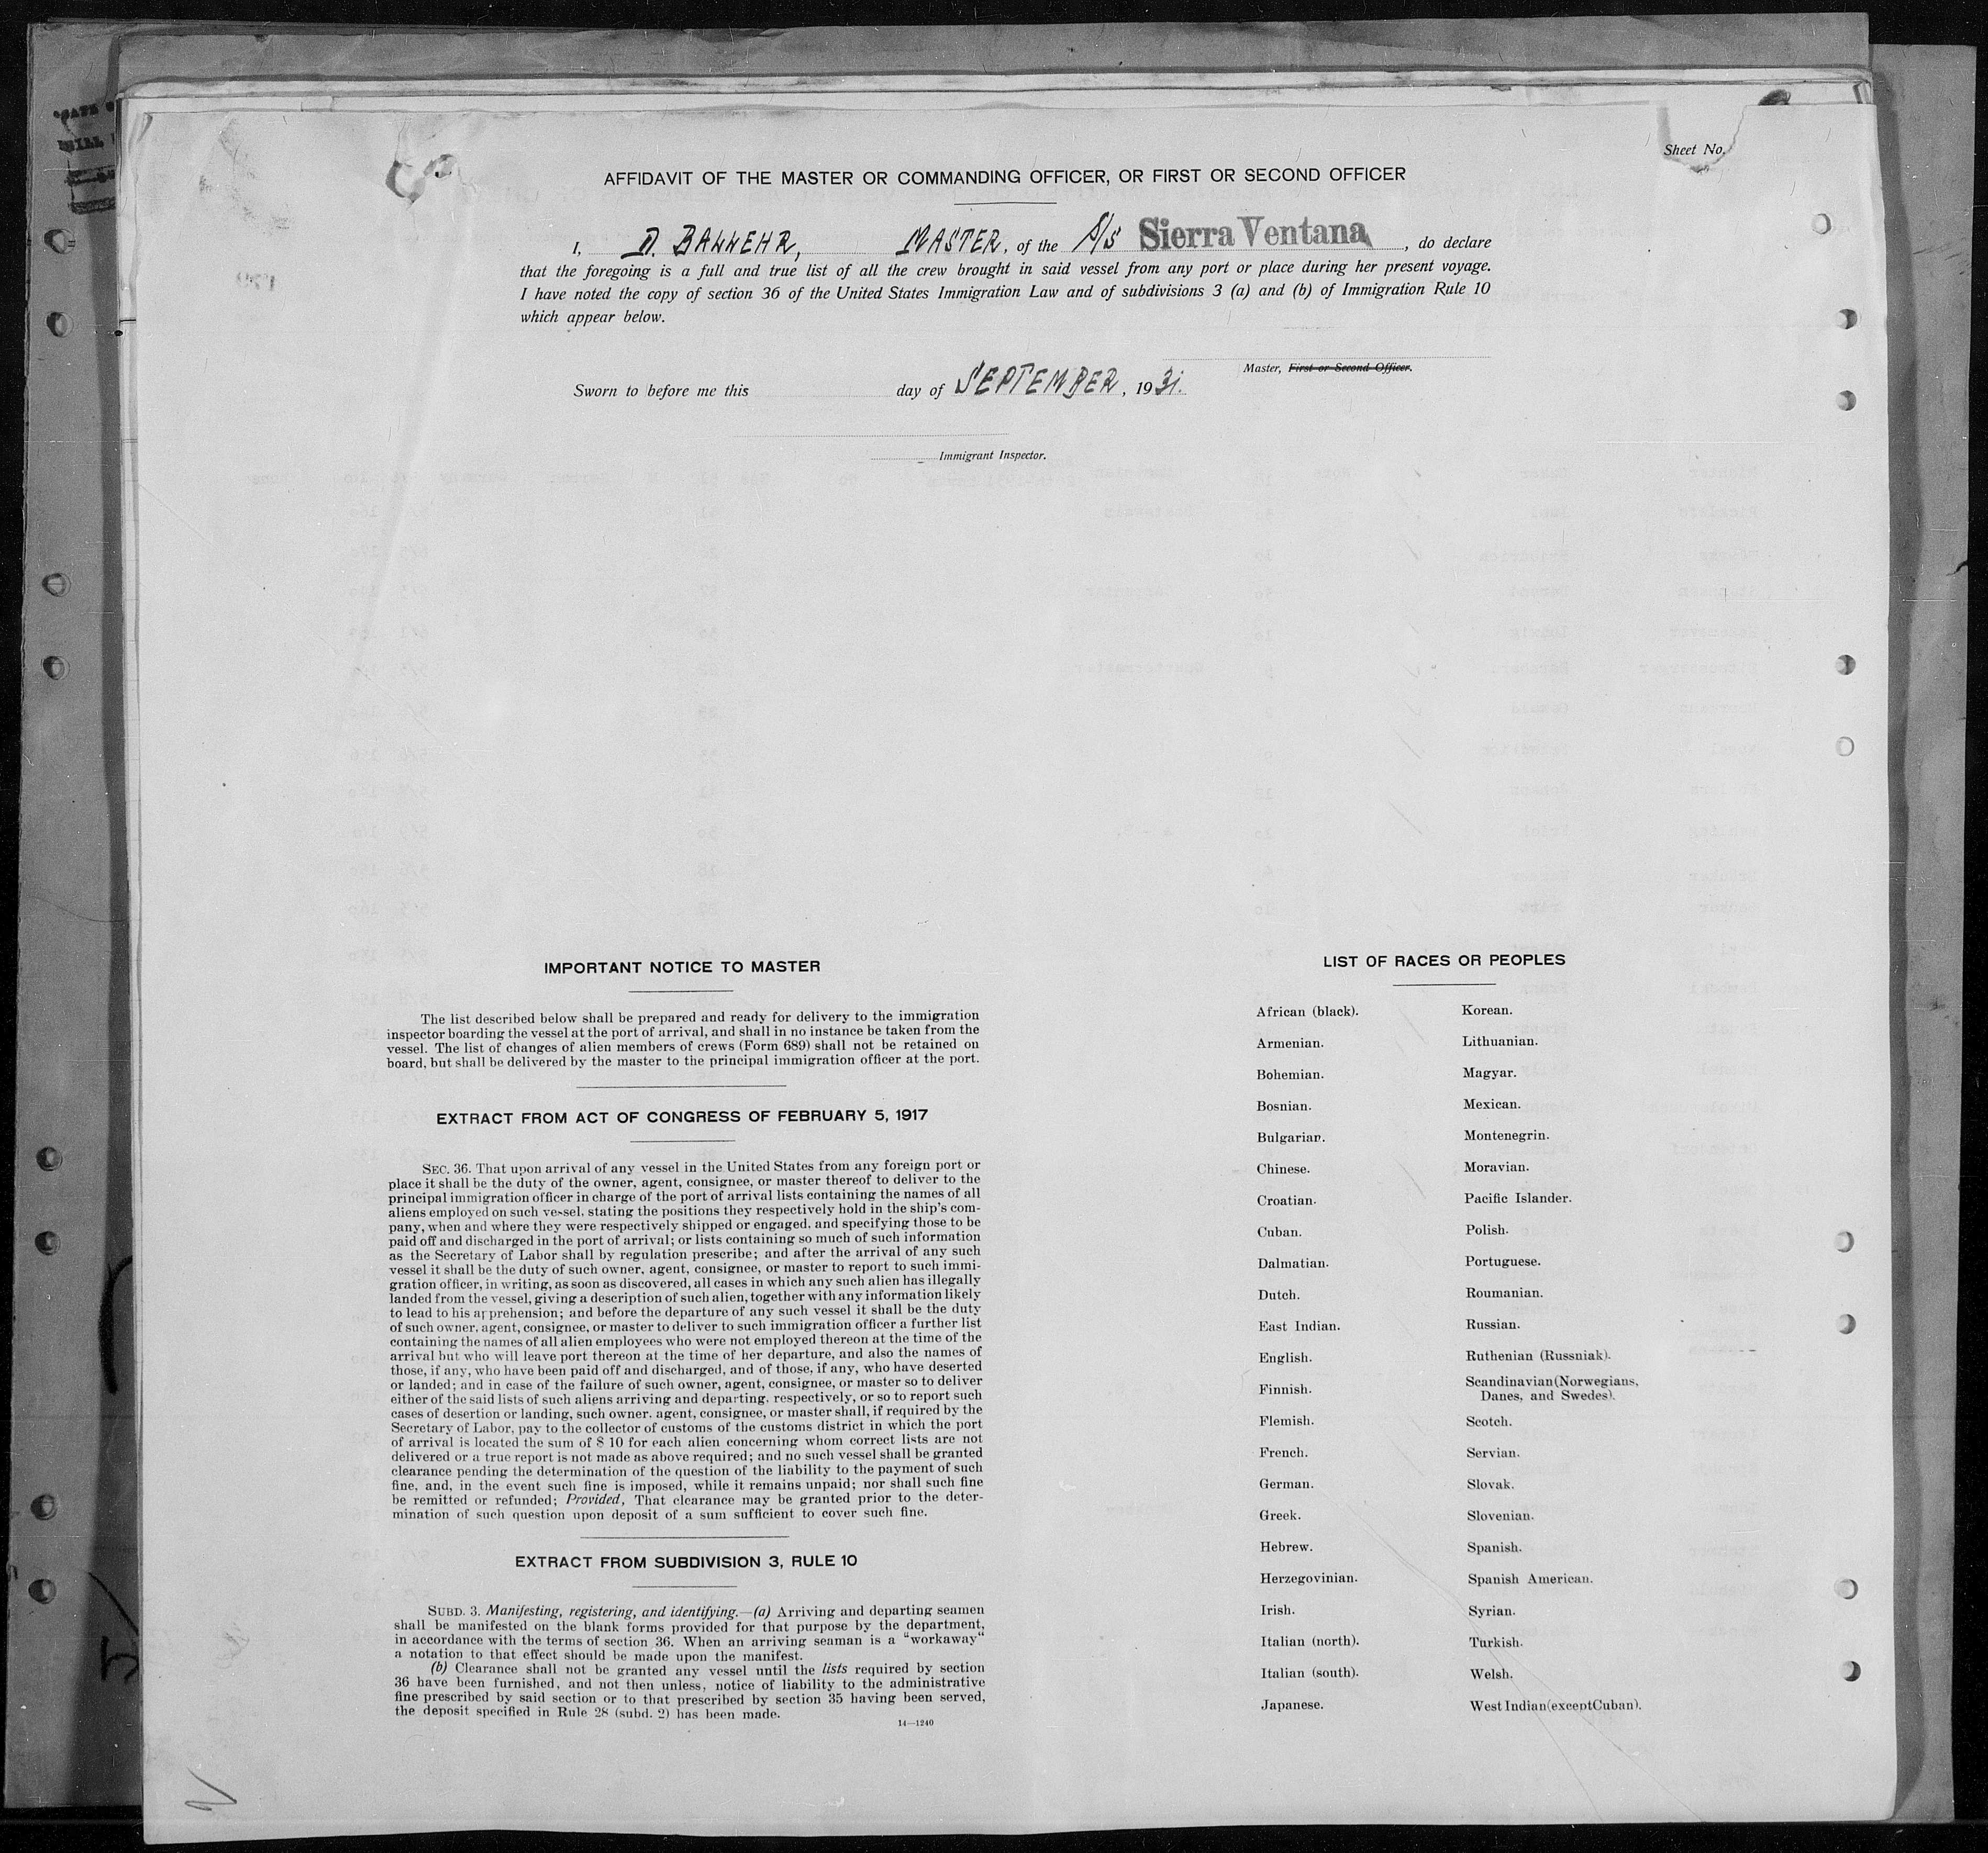 Sheet No.
AFFIDAVIT OF THE MASTER OR COMMANDING OFFICER, OR FIRST OR SECOND OFFICER
I, D. BALLEHR, MASTER, of the S/S Sierra Ventana, do declare
that the foregoing is a full and true list of all the crew brought in said vessel from any port or place during her present voyage.
I have noted the copy of section 36 of the United States Immigration Law and of subdivisions 3 (a) and (b) of Immigration Rule 10
which appear below.
Master, First or Second Officer.
Sworn to before me this day of SEPTEMBER, 1931.
Immigrant Inspector.
IMPORTANT NOTICE TO MASTER
The list described below shall be prepared and ready for delivery to the immigration
inspector boarding the vessel at the port of arrival, and shall in no instance be taken from the
vessel. The list of changes of alien members of crews (Form 689) shall not be retained on
board, but shall be delivered by the master to the principal immigration officer at the port.
EXTRACT FROM ACT OF CONGRESS OF FEBRUARY 5, 1917
SEC. 36. That upon arrival of any vessel in the United States from any foreign port or
place it shall be the duty of the owner, agent, consignee, or master thereof to deliver to the
principal immigration officer in charge of the port of arrival lists containing the names of all
aliens employed on such vessel, stating the positions they respectively hold in the ship's com-
pany, when and where they were respectively shipped or engaged, and specifying those to be
paid off and discharged in the port of arrival; or lists containing so much of such information
as the Secretary of Labor shall by regulation prescribe; and after the arrival of any such
vessel it shall be the duty of such owner, agent, consignee, or master to report to such immi-
gration officer, in writing, as soon as discovered, all cases in which any such alien has illegally
landed from the vessel, giving a description of such alien, together with any information likely
to lead to his apprehension; and before the departure of any such vessel it shall be the duty
of such owner, agent, consignee, or master to deliver to such immigration officer a further list
containing the names of all alien employees who were not employed thereon at the time of the
arrival but who will leave port thereon at the time of her departure, and also the names of
those, if any, who have been paid off and discharged, and of those, if any, who have deserted
or landed; and in case of the failure of such owner, agent, consignee, or master so to deliver
either of the said lists of such aliens arriving and departing, respectively, or so to report such
cases of desertion or landing, such owner, agent, consignee, or master shall, if required by the
Secretary of Labor, pay to the collector of customs of the customs district in which the port
of arrival is located the sum of $ 10 for each alien concerning whom correct lists are not
delivered or a true report is not made as above required; and no such vessel shall be granted
clearance pending the determination of the question of the liability to the payment of such
fine, and, in the event such fine is imposed, while it remains unpaid; nor shall such fine
be remitted or refunded; Provided, That clearance may be granted prior to the deter-
mination of such question upon deposit of a sum sufficient to cover such fine.
EXTRACT FROM SUBDIVISION 3, RULE 10
SUBD. 3. Manifesting, registering, and identifying.—(a) Arriving and departing seamen
shall be manifested on the blank forms provided for that purpose by the department,
in accordance with the terms of section 36. When an arriving seaman is a "workaway"
a notation to that effect should be made upon the manifest.
(b) Clearance shall not be granted any vessel until the lists required by section
36 have been furnished, and not then unless, notice of liability to the administrative
fine prescribed by said section or to that prescribed by section 35 having been served,
the deposit specified in Rule 28 (subd. 2) has been made.
14—1240
LIST OF RACES OR PEOPLES
African (black). Korean.
Armenian. Lithuanian.
Bohemian. Magyar.
Bosnian. Mexican.
Bulgarian. Montenegrin.
Chinese. Moravian.
Croatian. Pacific Islander.
Cuban. Polish.
Dalmatian. Portuguese.
Dutch. Roumanian.
East Indian. Russian.
English. Ruthenian (Russniak).
Finnish. Scandinavian (Norwegians,
Danes, and Swedes).
Flemish. Scotch.
French. Servian.
German. Slovak.
Greek. Slovenian.
Hebrew. Spanish.
Herzegovinian. Spanish American.
Irish. Syrian.
Italian (north). Turkish.
Italian (south). Welsh.
Japanese. West Indian (except Cuban).